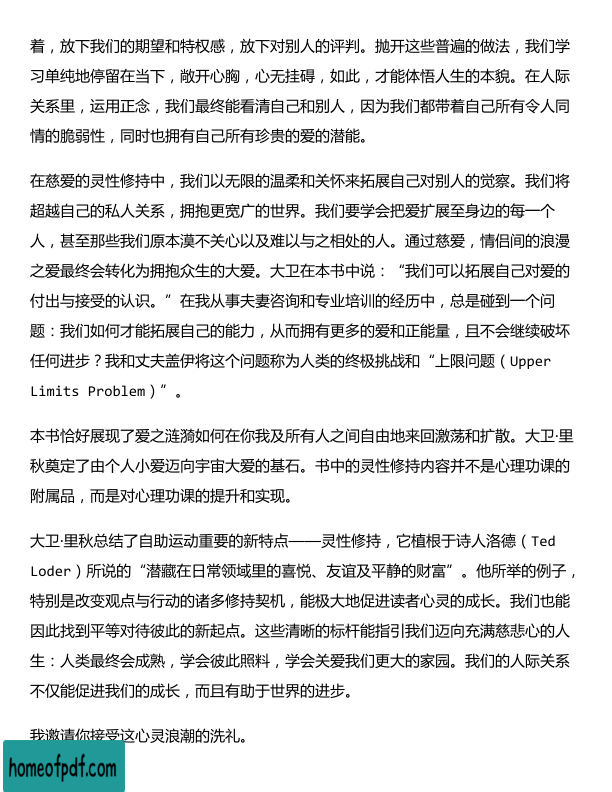 着，放下我们的期望和特权感，放下对别人的评判。抛开这些普遍的做法，我们学
习单纯地停留在当下，敞开心胸，心无挂碍，如此，才能体悟人生的本貌。在人际
关系里，运用正念，我们最终能看清自己和别人，因为我们都带着自己所有令人同
情的脆弱性，同时也拥有自己所有珍贵的爱的潜能。
在慈爱的灵性修持中，我们以无限的温柔和关怀来拓展自己对别人的觉察。我们将
超越自己的私人关系，拥抱更宽广的世界。我们要学会把爱扩展至身边的每一个
人，甚至那些我们原本漠不关心以及难以与之相处的人。通过慈爱，情侣间的浪漫
之爱最终会转化为拥抱众生的大爱。大卫在本书中说：“我们可以拓展自己对爱的
付出与接受的认识。”在我从事夫妻咨询和专业培训的经历中，总是碰到一个问
题：我们如何才能拓展自己的能力，从而拥有更多的爱和正能量，且不会继续破坏
任何进步？我和丈夫盖伊将这个问题称为人类的终极挑战和“上限问题（Upper
Limits Problem）”。
本书恰好展现了爱之涟漪如何在你我及所有人之间自由地来回激荡和扩散。大卫·里
秋奠定了由个人小爱迈向宇宙大爱的基石。书中的灵性修持内容并不是心理功课的
附属品，而是对心理功课的提升和实现。
大卫·里秋总结了自助运动重要的新特点——灵性修持，它植根于诗人洛德（Ted
Loder）所说的“潜藏在日常领域里的喜悦、友谊及平静的财富”。他所举的例子，
特别是改变观点与行动的诸多修持契机，能极大地促进读者心灵的成长。我们也能
因此找到平等对待彼此的新起点。这些清晰的标杆能指引我们迈向充满慈悲心的人
生：人类最终会成熟，学会彼此照料，学会关爱我们更大的家园。我们的人际关系
不仅能促进我们的成长，而且有助于世界的进步。
我邀请你接受这心灵浪潮的洗礼。
homeofpdf.com